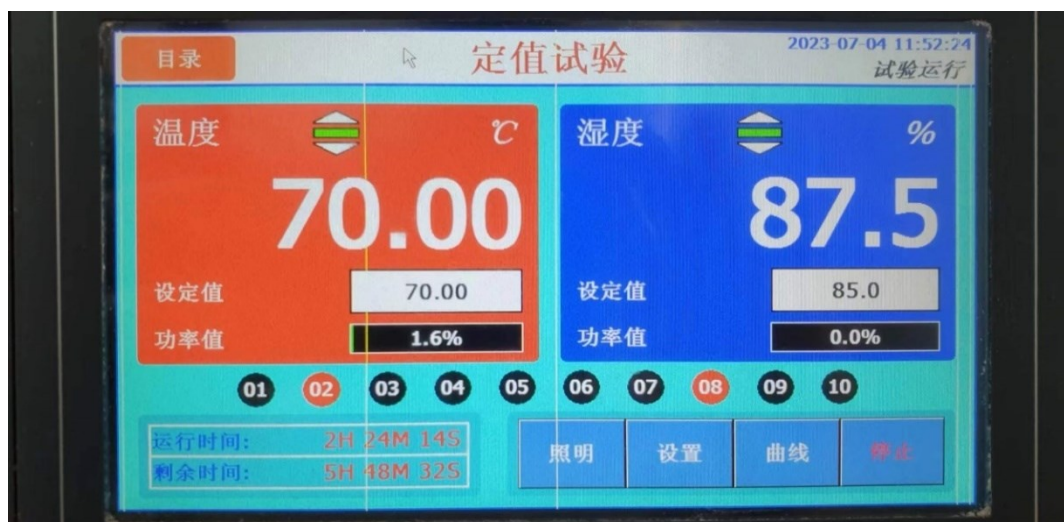 目录
定值试验
2023-07-04 11:52:24
试验运行
温度
℃
70.00
设定值
70.00
功率值
1.6%
湿度
%
87.5
设定值
85.0
功率值
0.0%
01 02 03 04 05 06 07 08 09 10
运行时间: 2H 24M 14S
剩余时间: 5H 48M 32S
照明
设置
曲线
停止